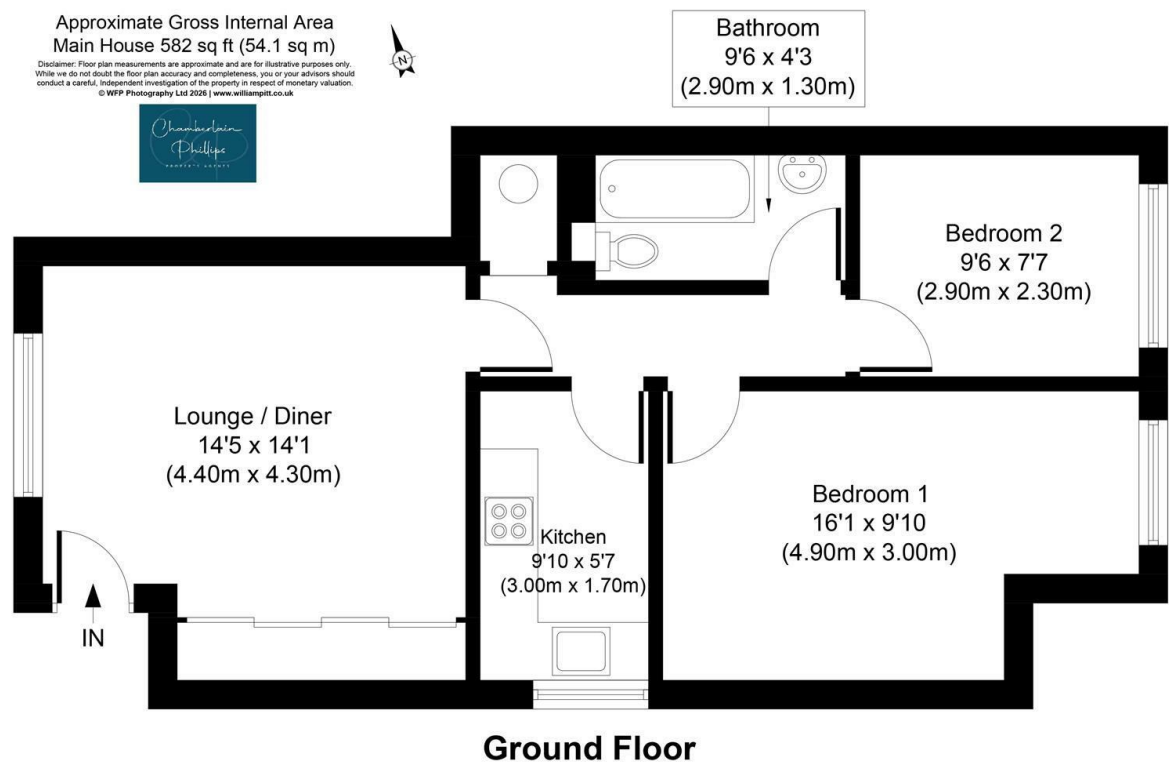 Approximate Gross Internal Area
Main House 582 sq ft (54.1 sq m)
Disclaimer: Floor plan measurements are approximate and are for illustrative purposes only.
While we do not doubt the floor plan accuracy and completeness, you or your advisors should
conduct a careful, independent investigation of the property in respect of monetary valuation.
© WFP Photography Ltd 2026 | www.williampitt.co.uk
Chamberlain
Phillips
PROPERTY AGENTS
N
Bathroom
9'6 x 4'3
(2.90m x 1.30m)
Bedroom 2
9'6 x 7'7
(2.90m x 2.30m)
Lounge / Diner
14'5 x 14'1
(4.40m x 4.30m)
Bedroom 1
16'1 x 9'10
(4.90m x 3.00m)
Kitchen
9'10 x 5'7
(3.00m x 1.70m)
IN
Ground Floor